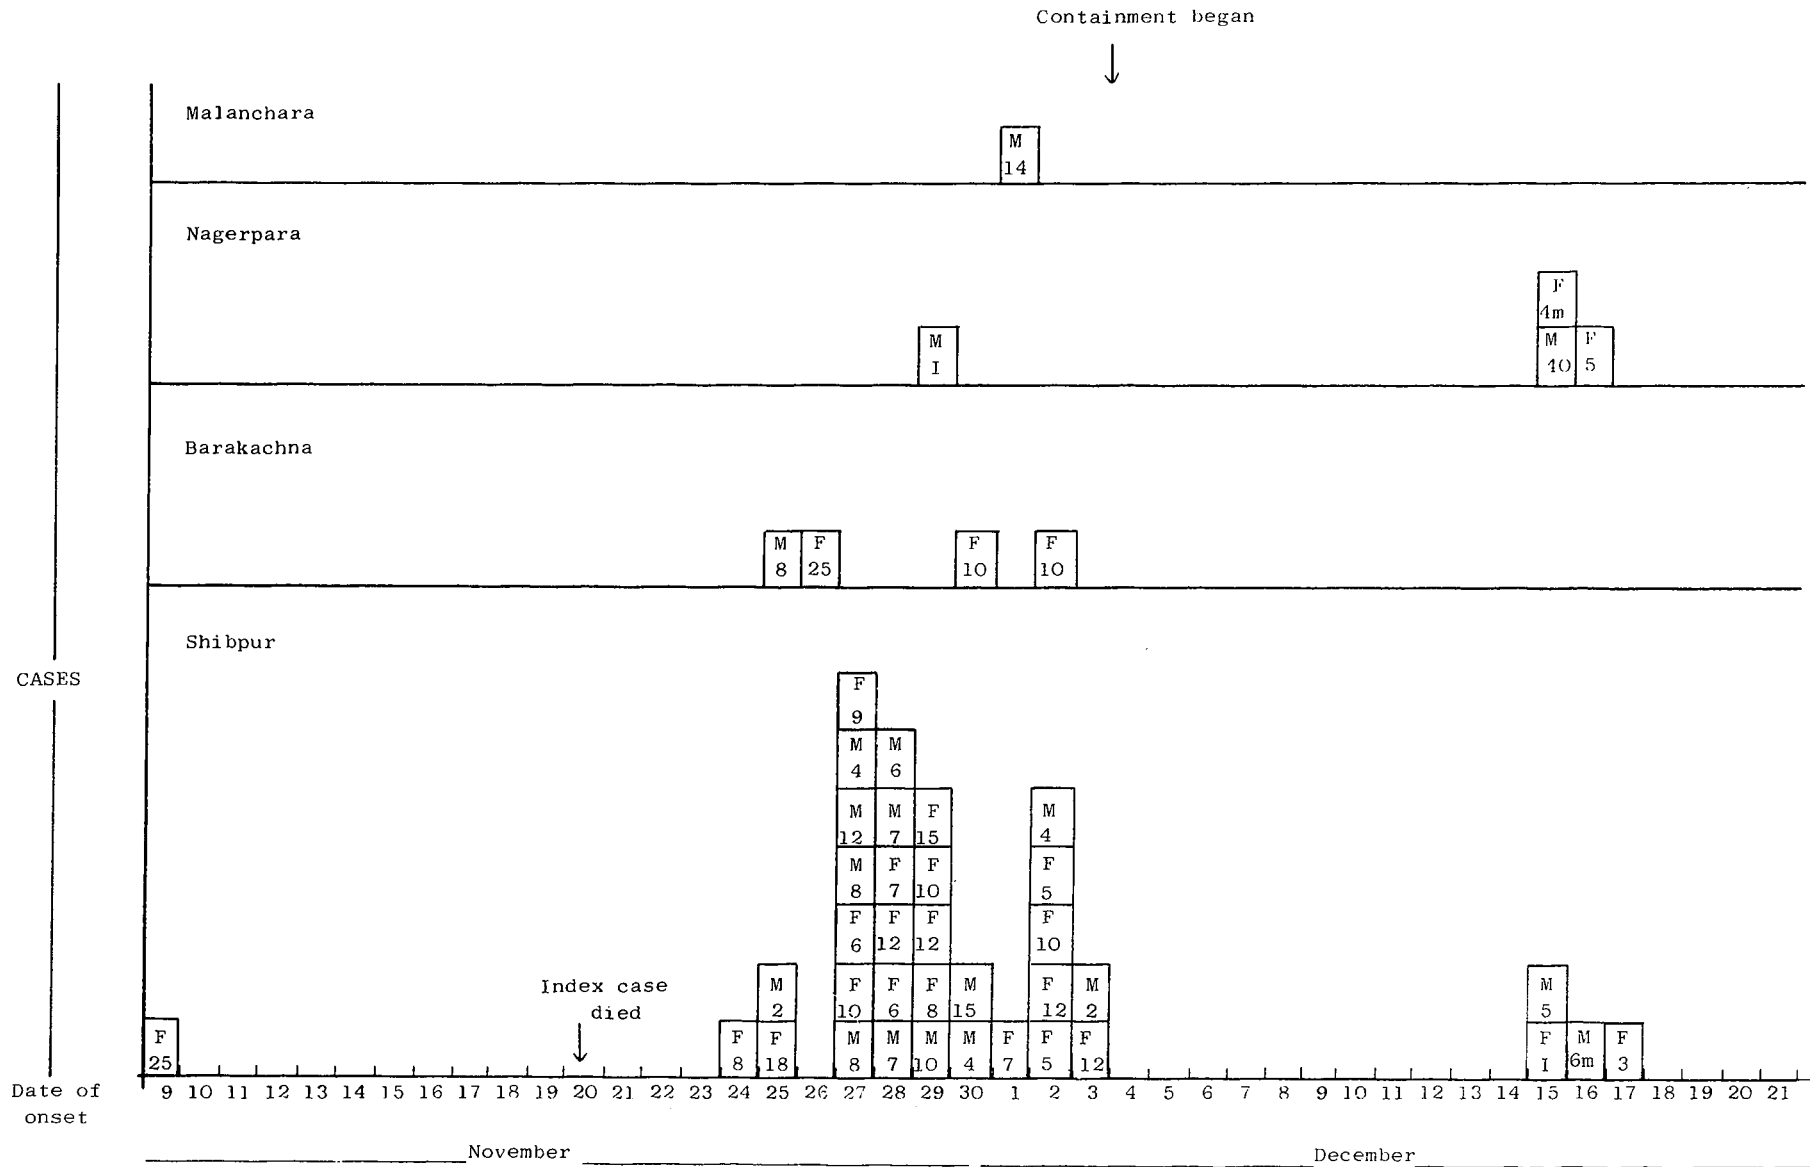 Containment began
↓
Malanchara
M
14
Nagerpara
F
4m
M M F
I 40 5
Barakachna
M F F F
8 25 10 10
Shibpur
CASES
F
9
M M
4 6
M M F M
12 7 15 4
M F F F
8 7 10 5
F F F F
6 12 12 10
Index case
died
↓
M F F F M F M M
2 10 6 8 15 12 2 5
F F F M M M M F F F F M F
25 8 18 8 7 10 4 7 5 12 I 6m 3
Date of
onset
9 10 11 12 13 14 15 16 17 18 19 20 21 22 23 24 25 26 27 28 29 30 1 2 3 4 5 6 7 8 9 10 11 12 13 14 15 16 17 18 19 20 21
November December